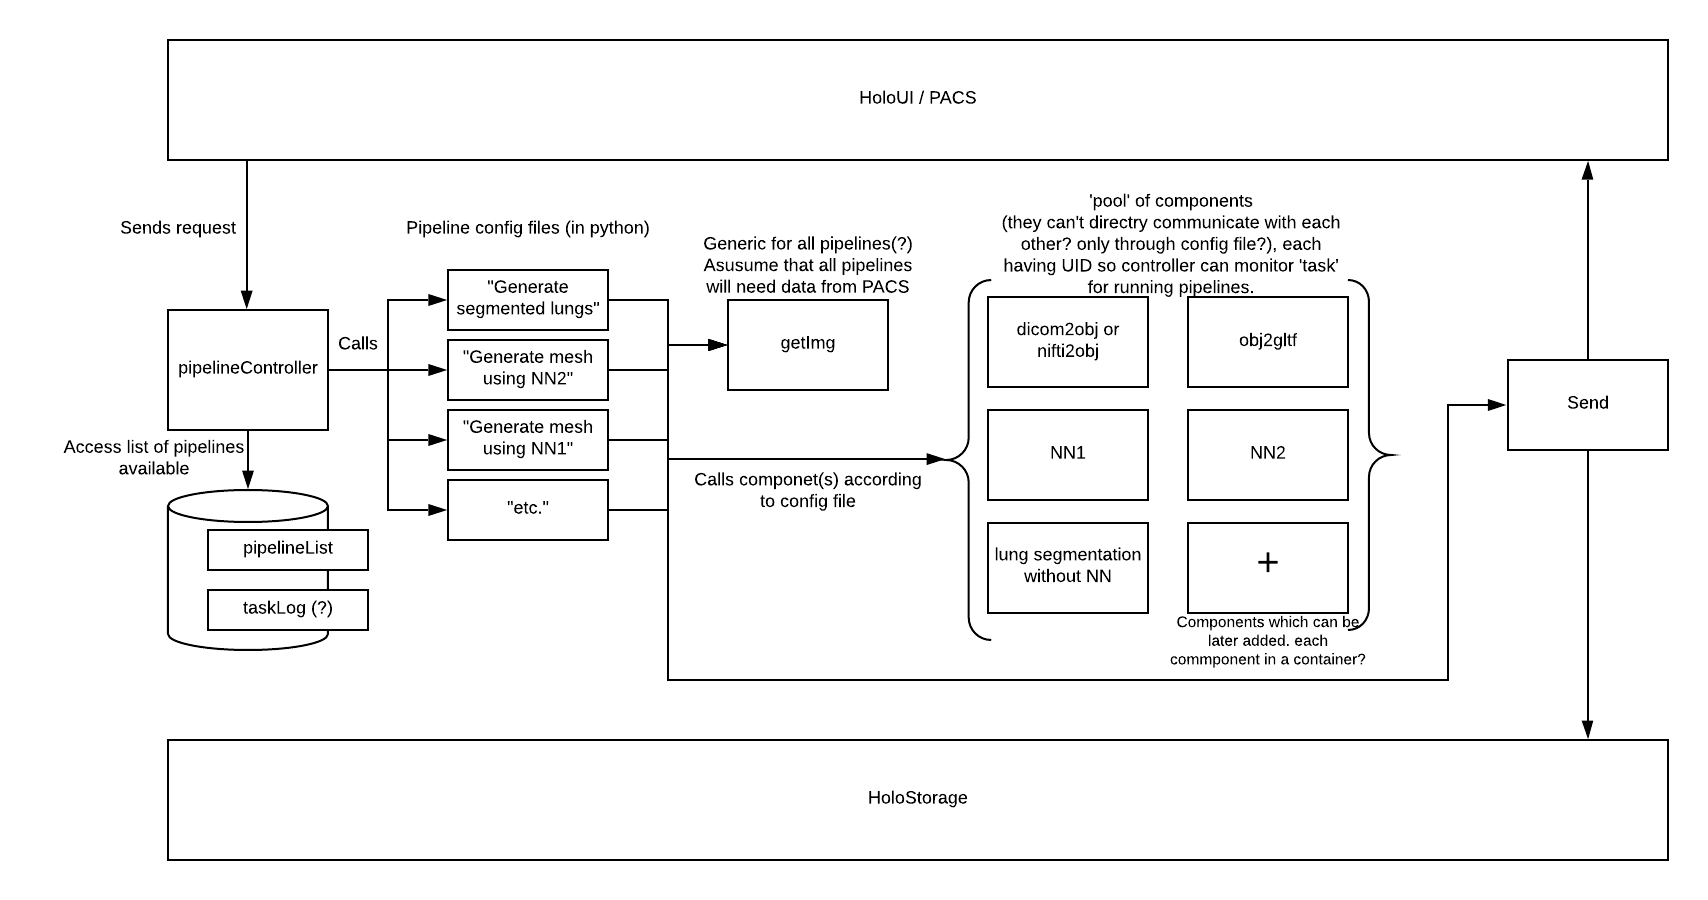 HoloUI / PACS
Sends request
Pipeline config files (in python)
Generic for all pipelines(?)
Asusume that all pipelines
will need data from PACS
'pool' of components
(they can't directry communicate with each
other? only through config file?), each
having UID so controller can monitor 'task'
for running pipelines.
pipelineController
Calls
"Generate
segmented lungs"
"Generate mesh
using NN2"
"Generate mesh
using NN1"
"etc."
getImg
Calls componet(s) according
to config file
dicom2obj or
nifti2obj
obj2gltf
NN1
NN2
lung segmentation
without NN
+
Components which can be
later added. each
commponent in a container?
Send
Access list of pipelines
available
pipelineList
taskLog (?)
HoloStorage